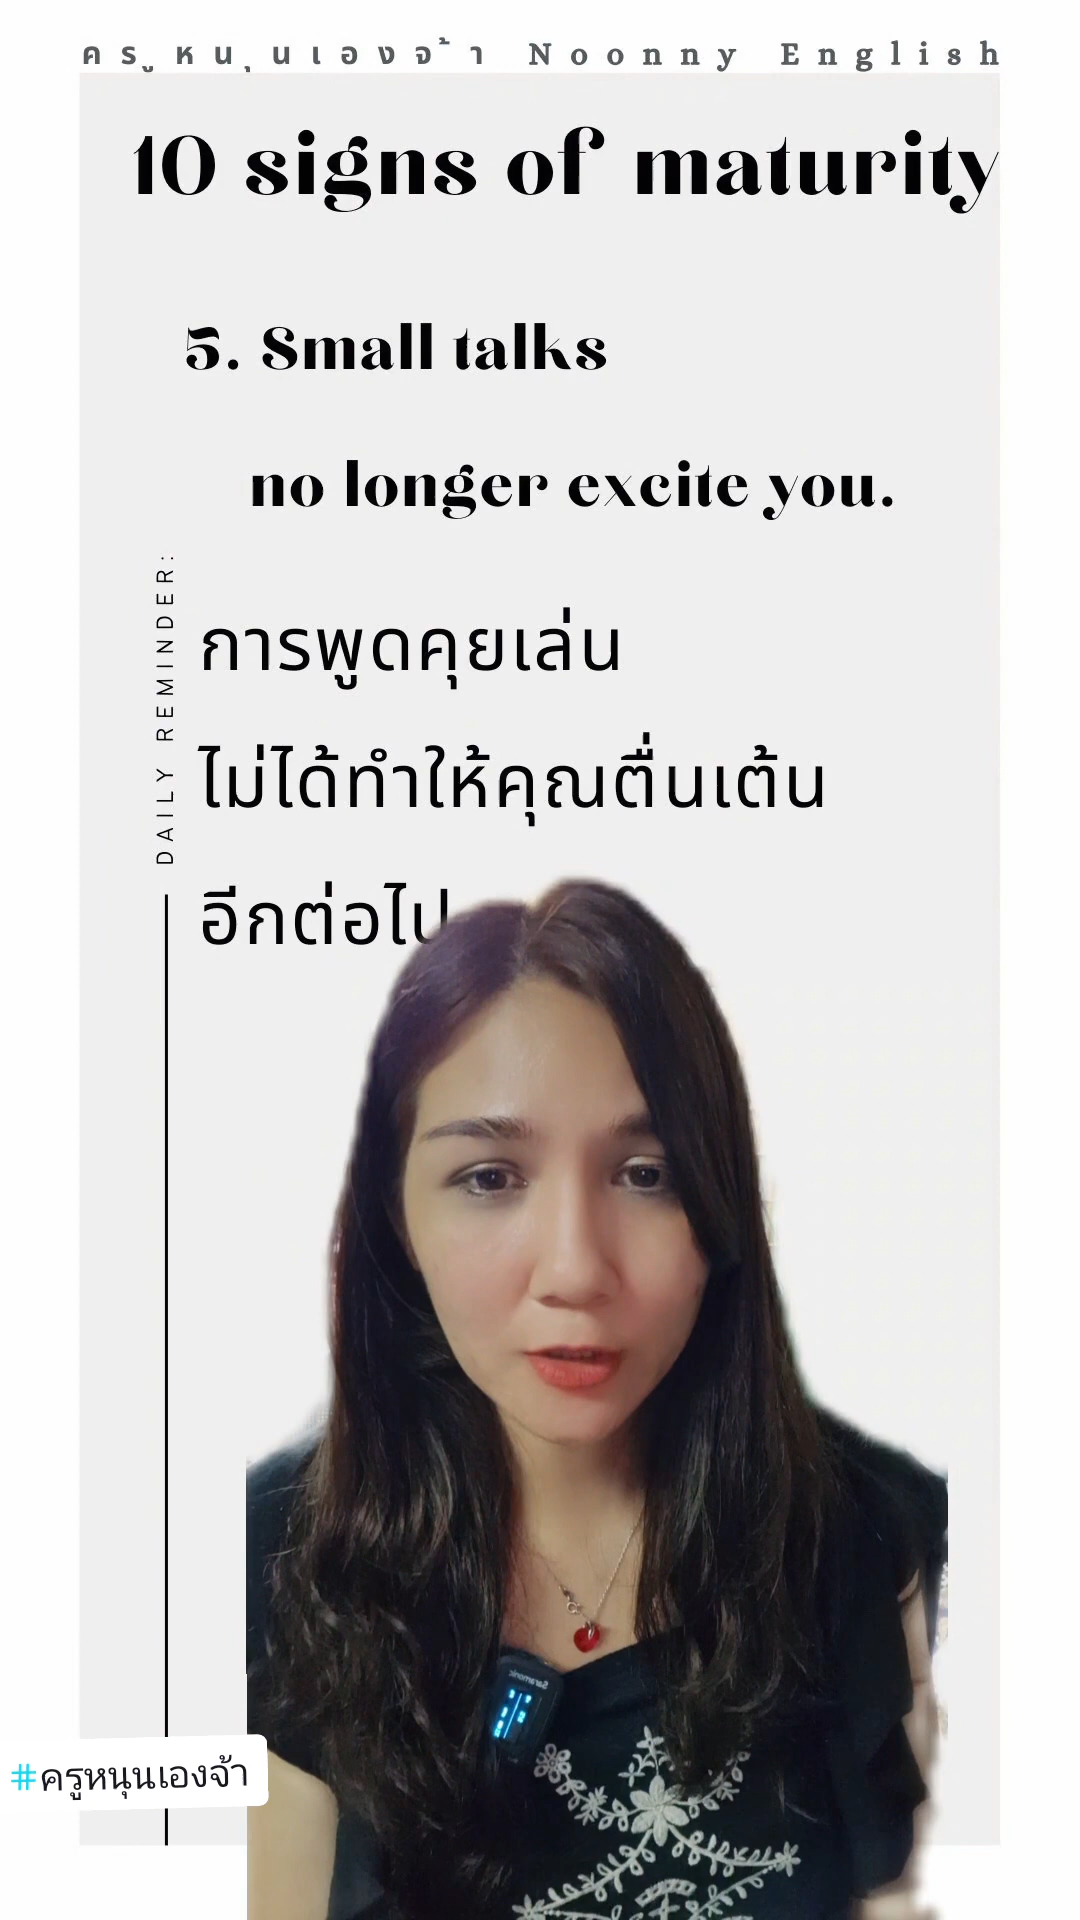 ครูหนุนเองจ้า Noonny English
10 signs of maturity
5. Small talks
no longer excite you.
DAILY REMINDER:
การพูดคุยเล่น
ไม่ได้ทำให้คุณตื่นเต้น
อีกต่อไป
Saramonic
#ครูหนุนเองจ้า